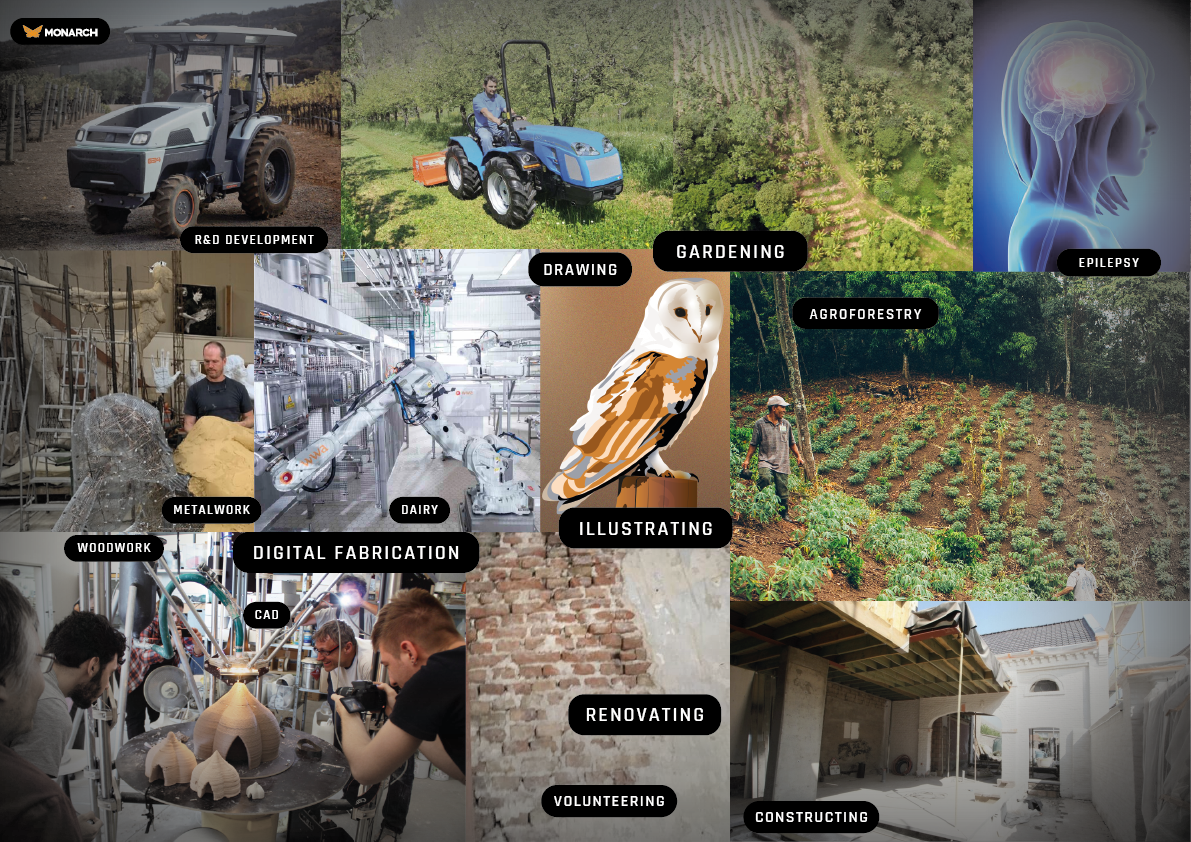 MONARCH
R&D DEVELOPMENT
GARDENING
EPILEPSY
DRAWING
AGROFORESTRY
METALWORK
DAIRY
ILLUSTRATING
WOODWORK
DIGITAL FABRICATION
CAD
RENOVATING
VOLUNTEERING
CONSTRUCTING